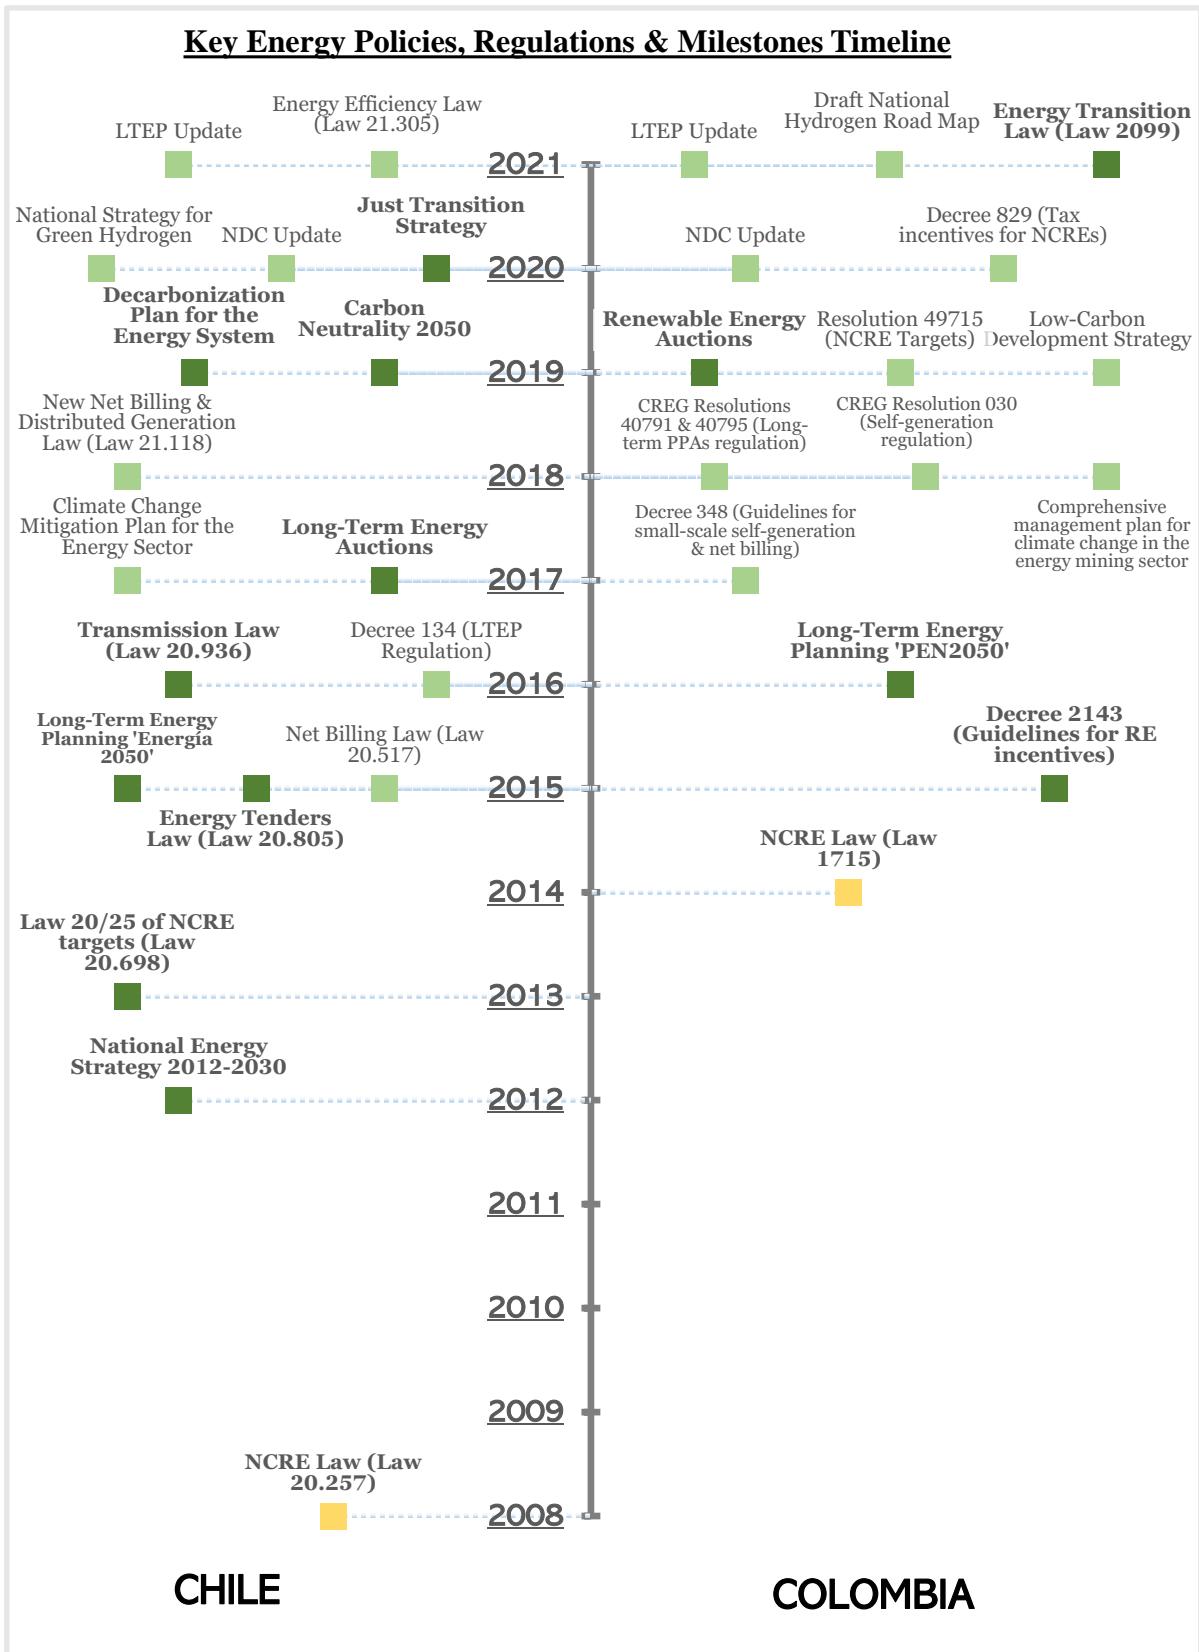 Key Energy Policies, Regulations & Milestones Timeline
LTEP Update
Energy Efficiency Law
(Law 21.305)
2021
LTEP Update
Draft National
Hydrogen Road Map
Energy Transition
Law (Law 2099)
National Strategy for
Green Hydrogen
NDC Update
Just Transition
Strategy
2020
NDC Update
Decree 829 (Tax
incentives for NCREs)
Decarbonization
Plan for the
Energy System
Carbon
Neutrality 2050
2019
Renewable Energy
Auctions
Resolution 49715
(NCRE Targets)
Low-Carbon
Development Strategy
New Net Billing &
Distributed Generation
Law (Law 21.118)
2018
CREG Resolutions
40791 & 40795 (Long-
term PPAs regulation)
CREG Resolution 030
(Self-generation
regulation)
Comprehensive
management plan for
climate change in the
energy mining sector
Climate Change
Mitigation Plan for the
Energy Sector
Long-Term Energy
Auctions
2017
Decree 348 (Guidelines for
small-scale self-generation
& net billing)
Transmission Law
(Law 20.936)
Decree 134 (LTEP
Regulation)
2016
Long-Term Energy
Planning 'PEN2050'
Long-Term Energy
Planning 'Energía
2050'
Energy Tenders
Law (Law 20.805)
Net Billing Law (Law
20.517)
2015
Decree 2143
(Guidelines for RE
incentives)
2014
NCRE Law (Law
1715)
Law 20/25 of NCRE
targets (Law
20.698)
2013
National Energy
Strategy 2012-2030
2012
2011
2010
2009
NCRE Law (Law
20.257)
2008
CHILE
COLOMBIA